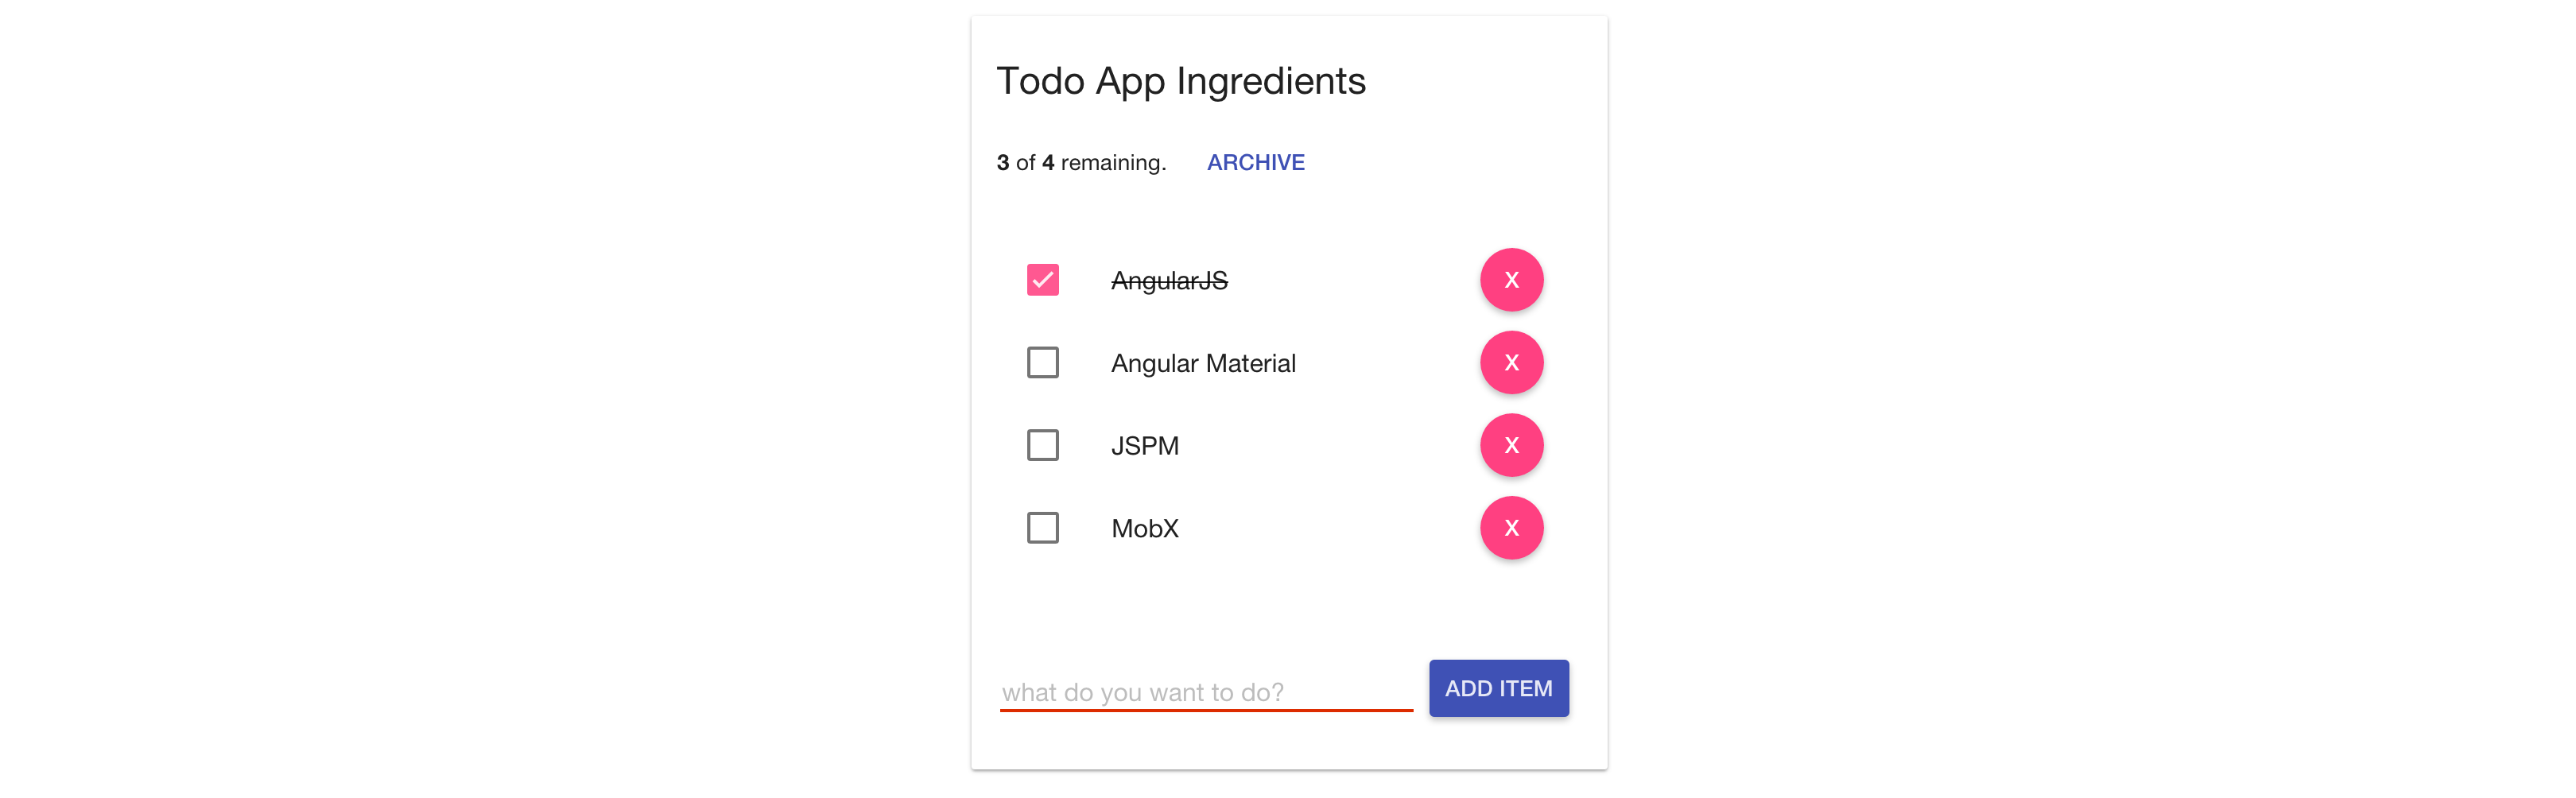 Todo App Ingredients
3 of 4 remaining. ARCHIVE
AngularJS X
Angular Material X
JSPM X
MobX X
what do you want to do? ADD ITEM